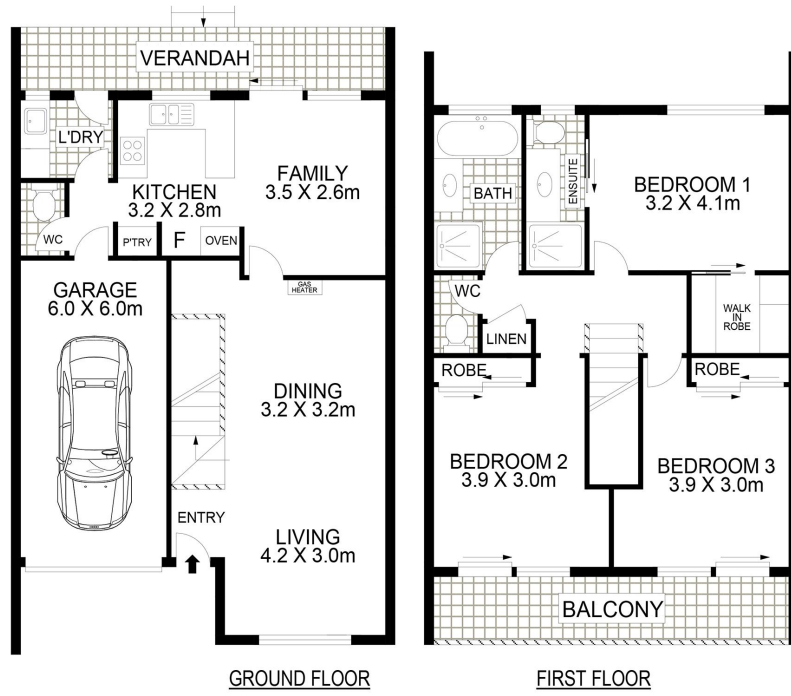 VERANDAH
L'DRY
KITCHEN
3.2 X 2.8m
FAMILY
3.5 X 2.6m
WC
P'TRY
F
OVEN
GARAGE
6.0 X 6.0m
GAS
HEATER
DINING
3.2 X 3.2m
ENTRY
LIVING
4.2 X 3.0m
GROUND FLOOR
BATH
ENSUITE
BEDROOM 1
3.2 X 4.1m
WC
LINEN
WALK
IN
ROBE
ROBE
ROBE
BEDROOM 2
3.9 X 3.0m
BEDROOM 3
3.9 X 3.0m
BALCONY
FIRST FLOOR